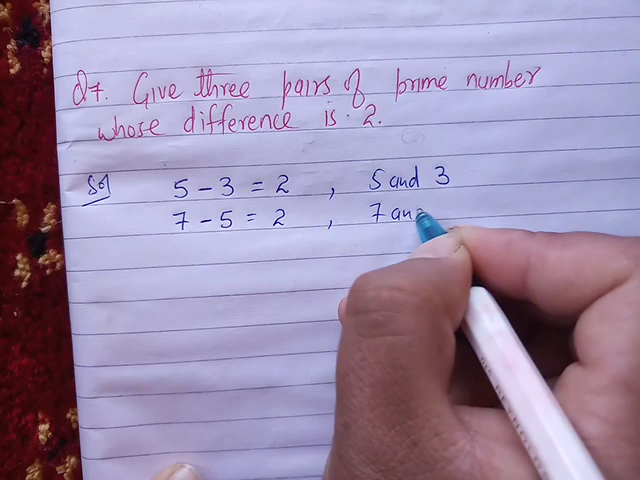 Q7. Give three pairs of prime number
whose difference is 2.
Sol 5 - 3 = 2 , 5 and 3
7 - 5 = 2 , 7 an